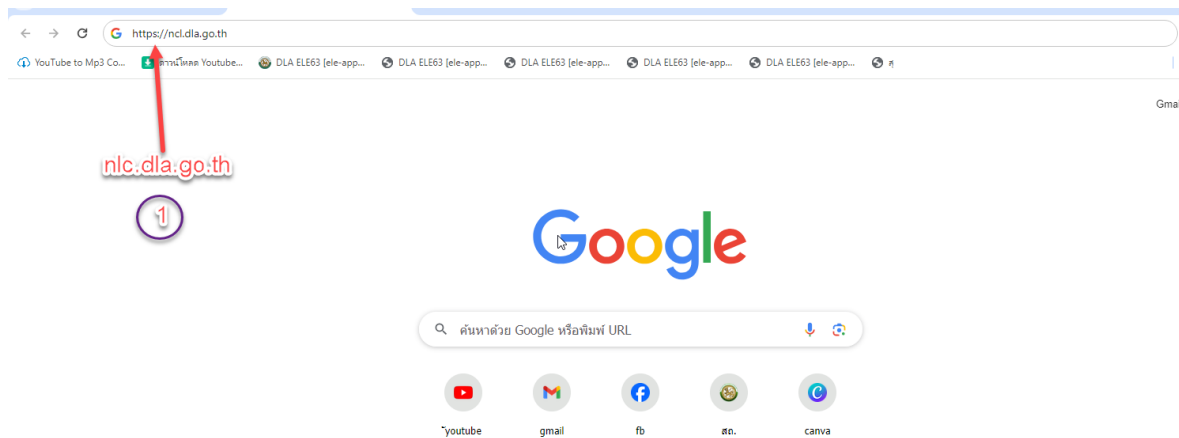 https://ncl.dla.go.th
YouTube to Mp3 Co... ดาวน์โหลด Youtube... DLA ELE63 [ele-app... DLA ELE63 [ele-app... DLA ELE63 [ele-app... DLA ELE63 [ele-app... DLA ELE63 [ele-app...
Gmai
nlc.dla.go.th
1
Google
ค้นหาด้วย Google หรือพิมพ์ URL
youtube gmail fb สถ. canva